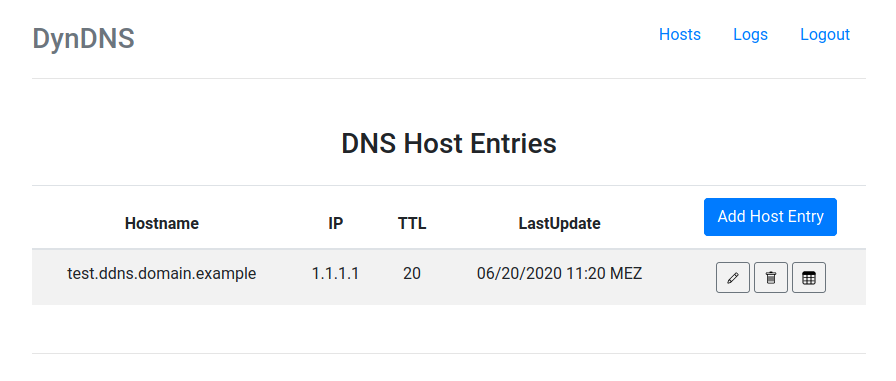 DynDNS Hosts Logs Logout
DNS Host Entries
Hostname IP TTL LastUpdate Add Host Entry
test.ddns.domain.example 1.1.1.1 20 06/20/2020 11:20 MEZ